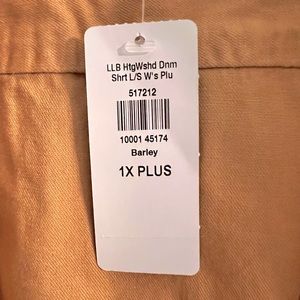 LLB HtgWshd Dnm
Shrt L/S W's Plu
517212
10001 45174
Barley
1X PLUS